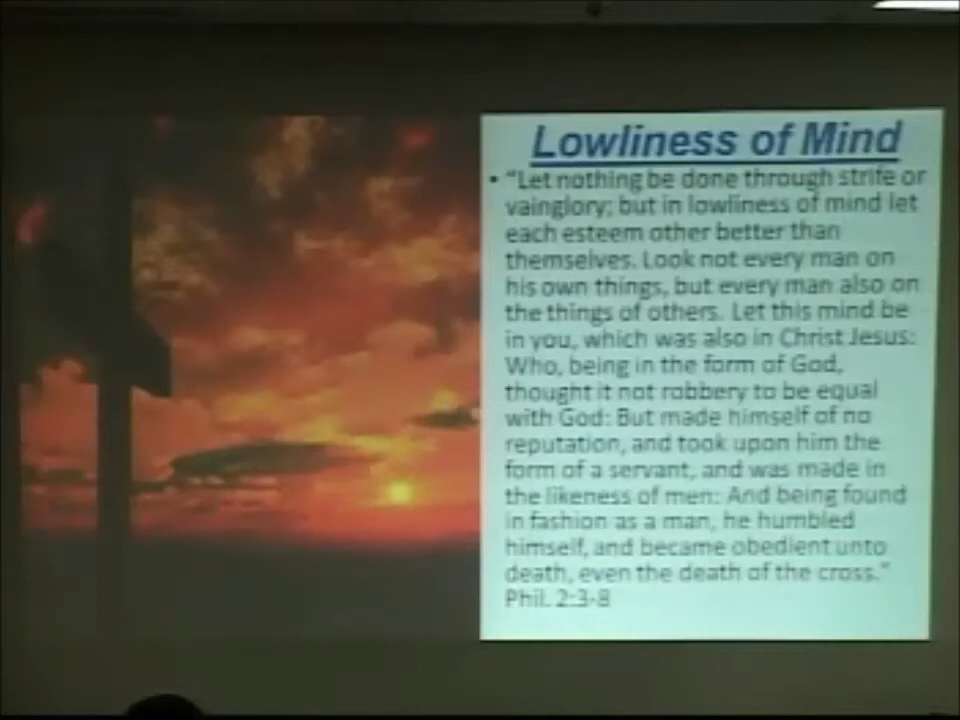 Lowliness of Mind
• “Let nothing be done through strife or
vainglory; but in lowliness of mind let
each esteem other better than
themselves. Look not every man on
his own things, but every man also on
the things of others. Let this mind be
in you, which was also in Christ Jesus:
Who, being in the form of God,
thought it not robbery to be equal
with God: But made himself of no
reputation, and took upon him the
form of a servant, and was made in
the likeness of men: And being found
in fashion as a man, he humbled
himself, and became obedient unto
death, even the death of the cross.”
Phil. 2:3-8